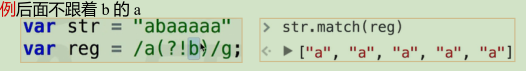 例后面不跟着 b 的 a
var str = "abaaaaa"
var reg = /a(?!b)/g;
> str.match(reg)
["a", "a", "a", "a", "a"]